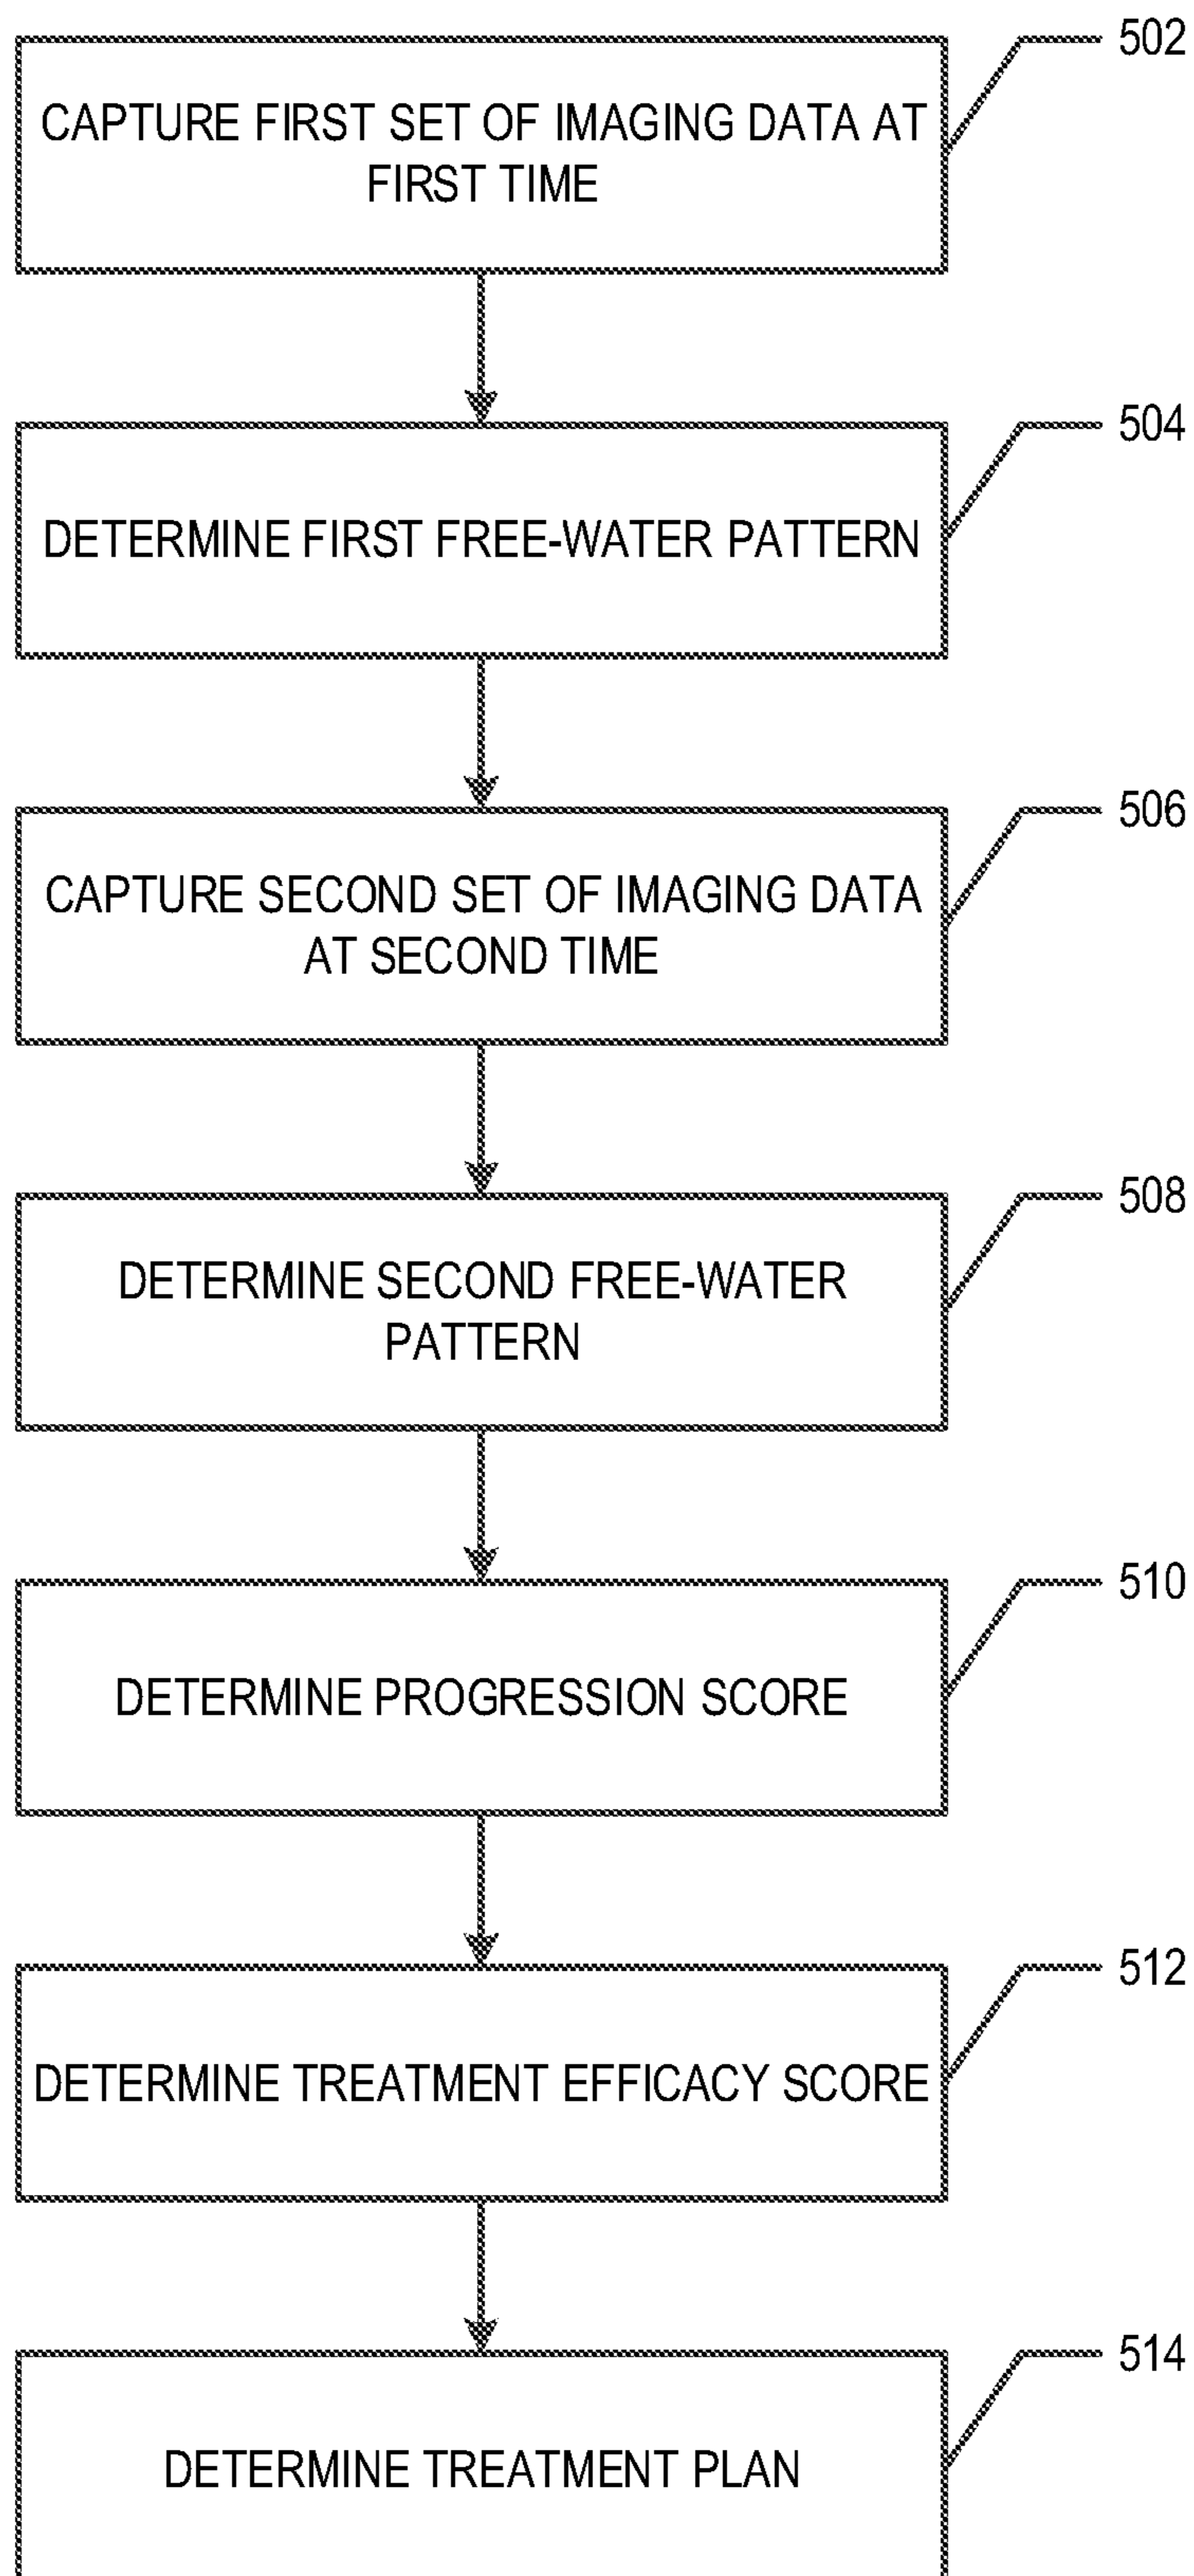 502
CAPTURE FIRST SET OF IMAGING DATA AT
FIRST TIME
504
DETERMINE FIRST FREE-WATER PATTERN
506
CAPTURE SECOND SET OF IMAGING DATA
AT SECOND TIME
508
DETERMINE SECOND FREE-WATER
PATTERN
510
DETERMINE PROGRESSION SCORE
512
DETERMINE TREATMENT EFFICACY SCORE
514
DETERMINE TREATMENT PLAN